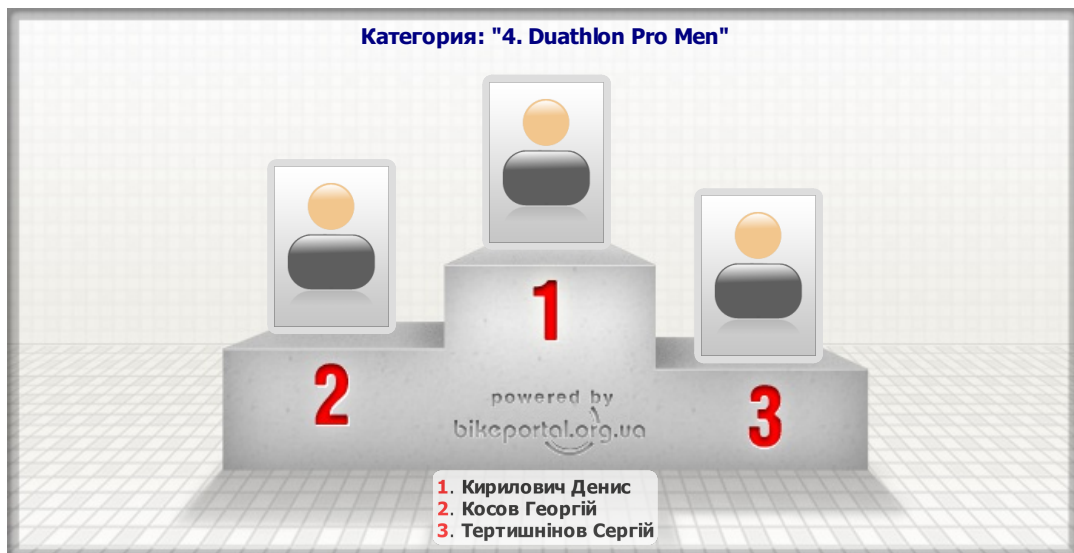 Категория: "4. Duathlon Pro Men"
1
2
3
powered by
bikeportal.org.ua
1. Кирилович Денис
2. Косов Георгій
3. Тертишнінов Сергій